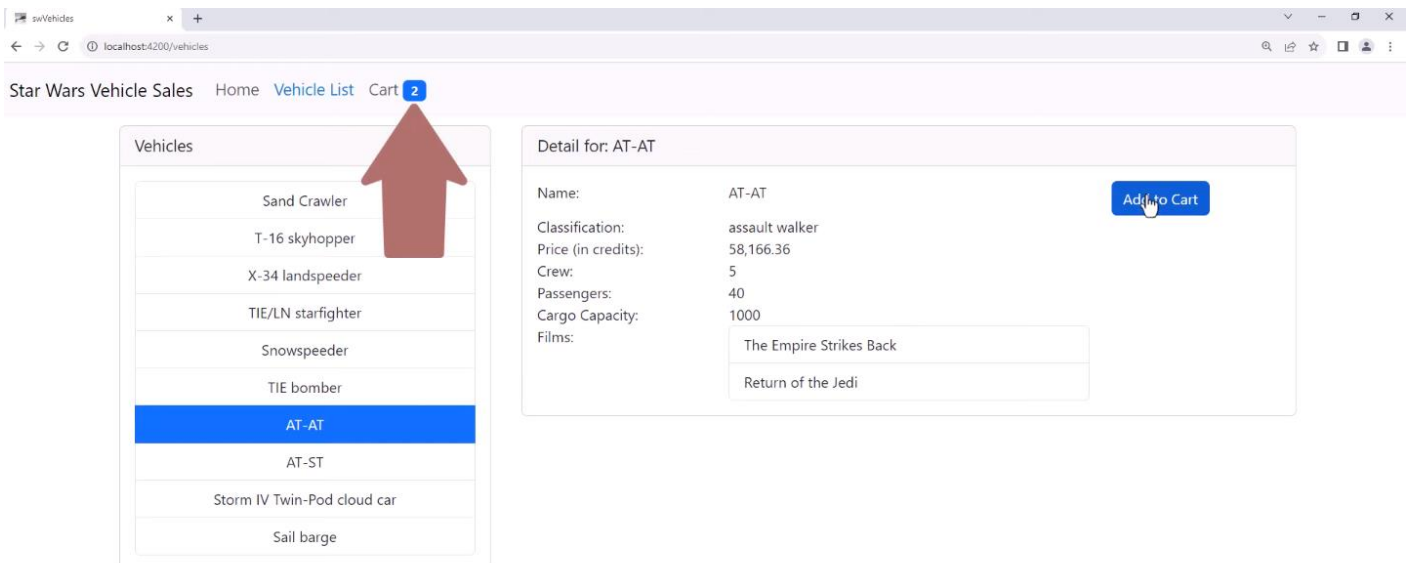 swVehicles
localhost:4200/vehicles
Star Wars Vehicle Sales Home Vehicle List Cart 2
Vehicles
Sand Crawler
T-16 skyhopper
X-34 landspeeder
TIE/LN starfighter
Snowspeeder
TIE bomber
AT-AT
AT-ST
Storm IV Twin-Pod cloud car
Sail barge
Detail for: AT-AT
Name: AT-AT
Add to Cart
Classification: assault walker
Price (in credits): 58,166.36
Crew: 5
Passengers: 40
Cargo Capacity: 1000
Films:
The Empire Strikes Back
Return of the Jedi